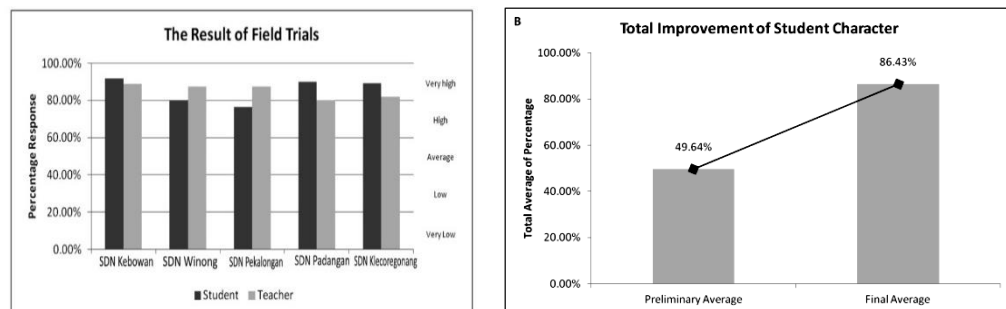 The Result of Field Trials
Percentage Response
100.00%
80.00%
60.00%
40.00%
20.00%
0.00%
Very high
High
Average
Low
Very Low
SDN Kebowan SDN Winong SDN Pekalongan SDN Padangan SDN Klecoregonang
Student Teacher
B
Total Improvement of Student Character
Total Average of Percentage
100.00%
80.00%
60.00%
40.00%
20.00%
0.00%
49.64%
86.43%
Preliminary Average Final Average